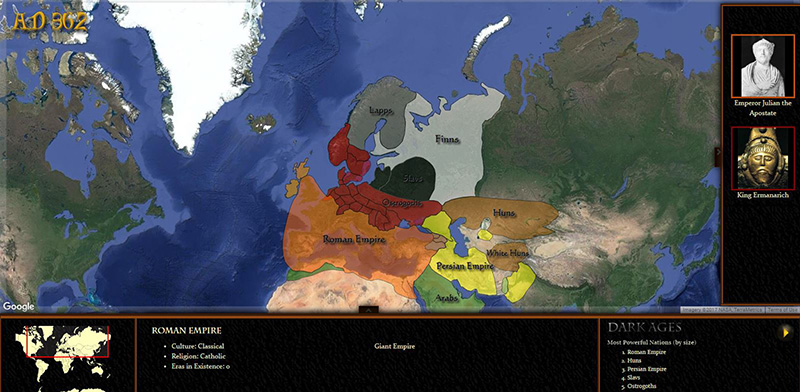 AD 362
Emperor Julian the
Apostate
King Ermanarich
Lapps
Finns
Slavs
Ostrogoths
Huns
Roman Empire
White Huns
Persian Empire
Arabs
Google
Imagery ©2017 NASA, TerraMetrics | Terms of Use
ROMAN EMPIRE
• Culture: Classical
• Religion: Catholic
• Eras in Existence: 0
Giant Empire
DARK AGES
Most Powerful Nations (by size)
1. Roman Empire
2. Huns
3. Persian Empire
4. Slavs
5. Ostrogoths